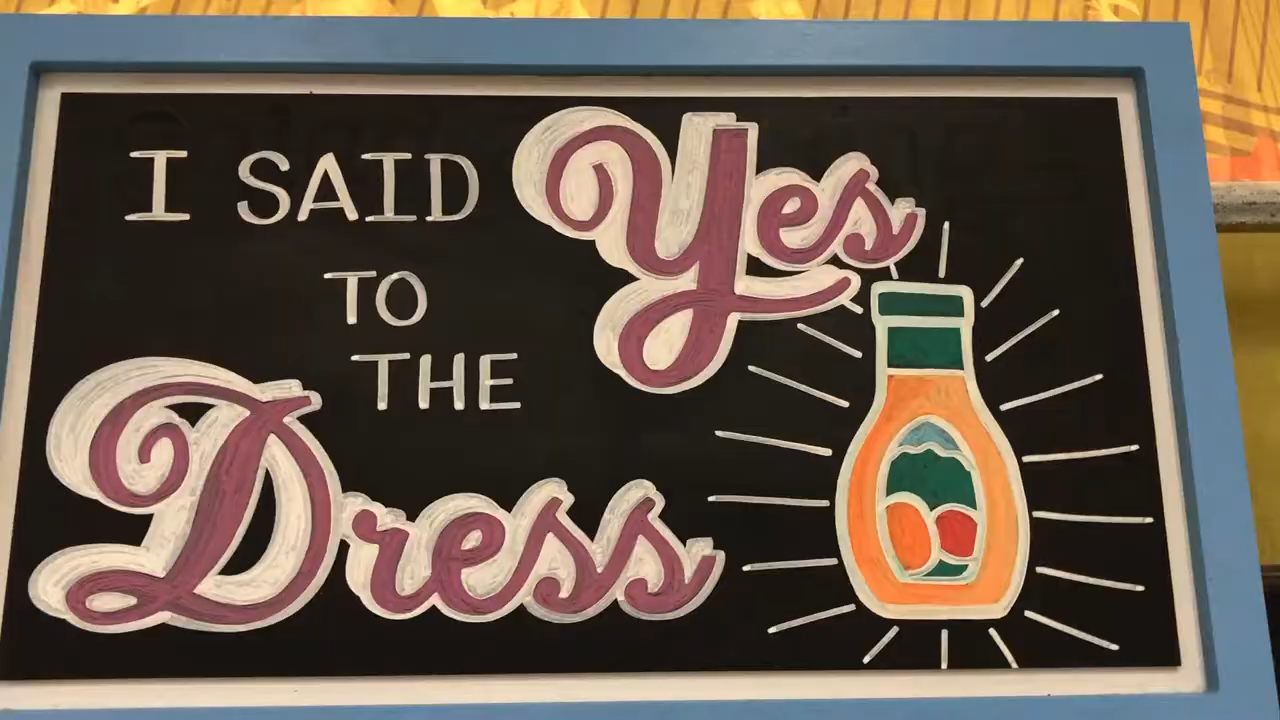 I SAID Yes
TO
THE
Dress